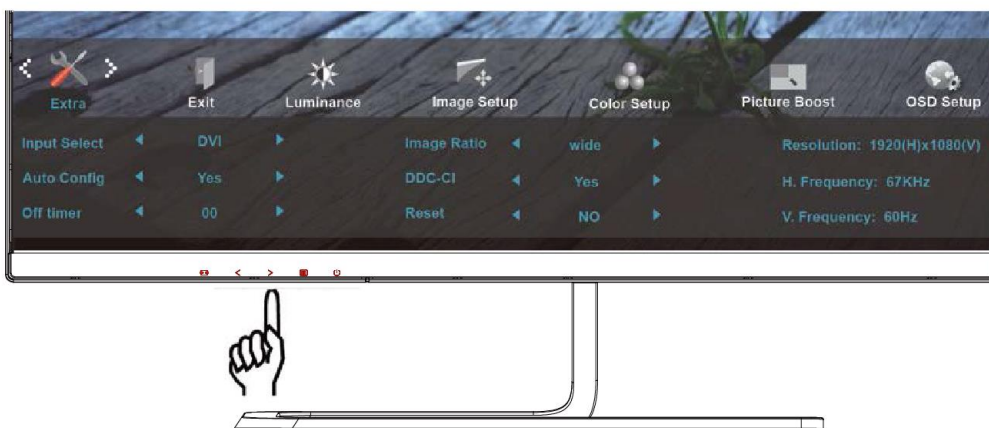 Extra Exit Luminance Image Setup Color Setup Picture Boost OSD Setup
Input Select DVI Image Ratio wide Resolution: 1920(H)x1080(V)
Auto Config Yes DDC-CI Yes H. Frequency: 67KHz
Off timer 00 Reset NO V. Frequency: 60Hz